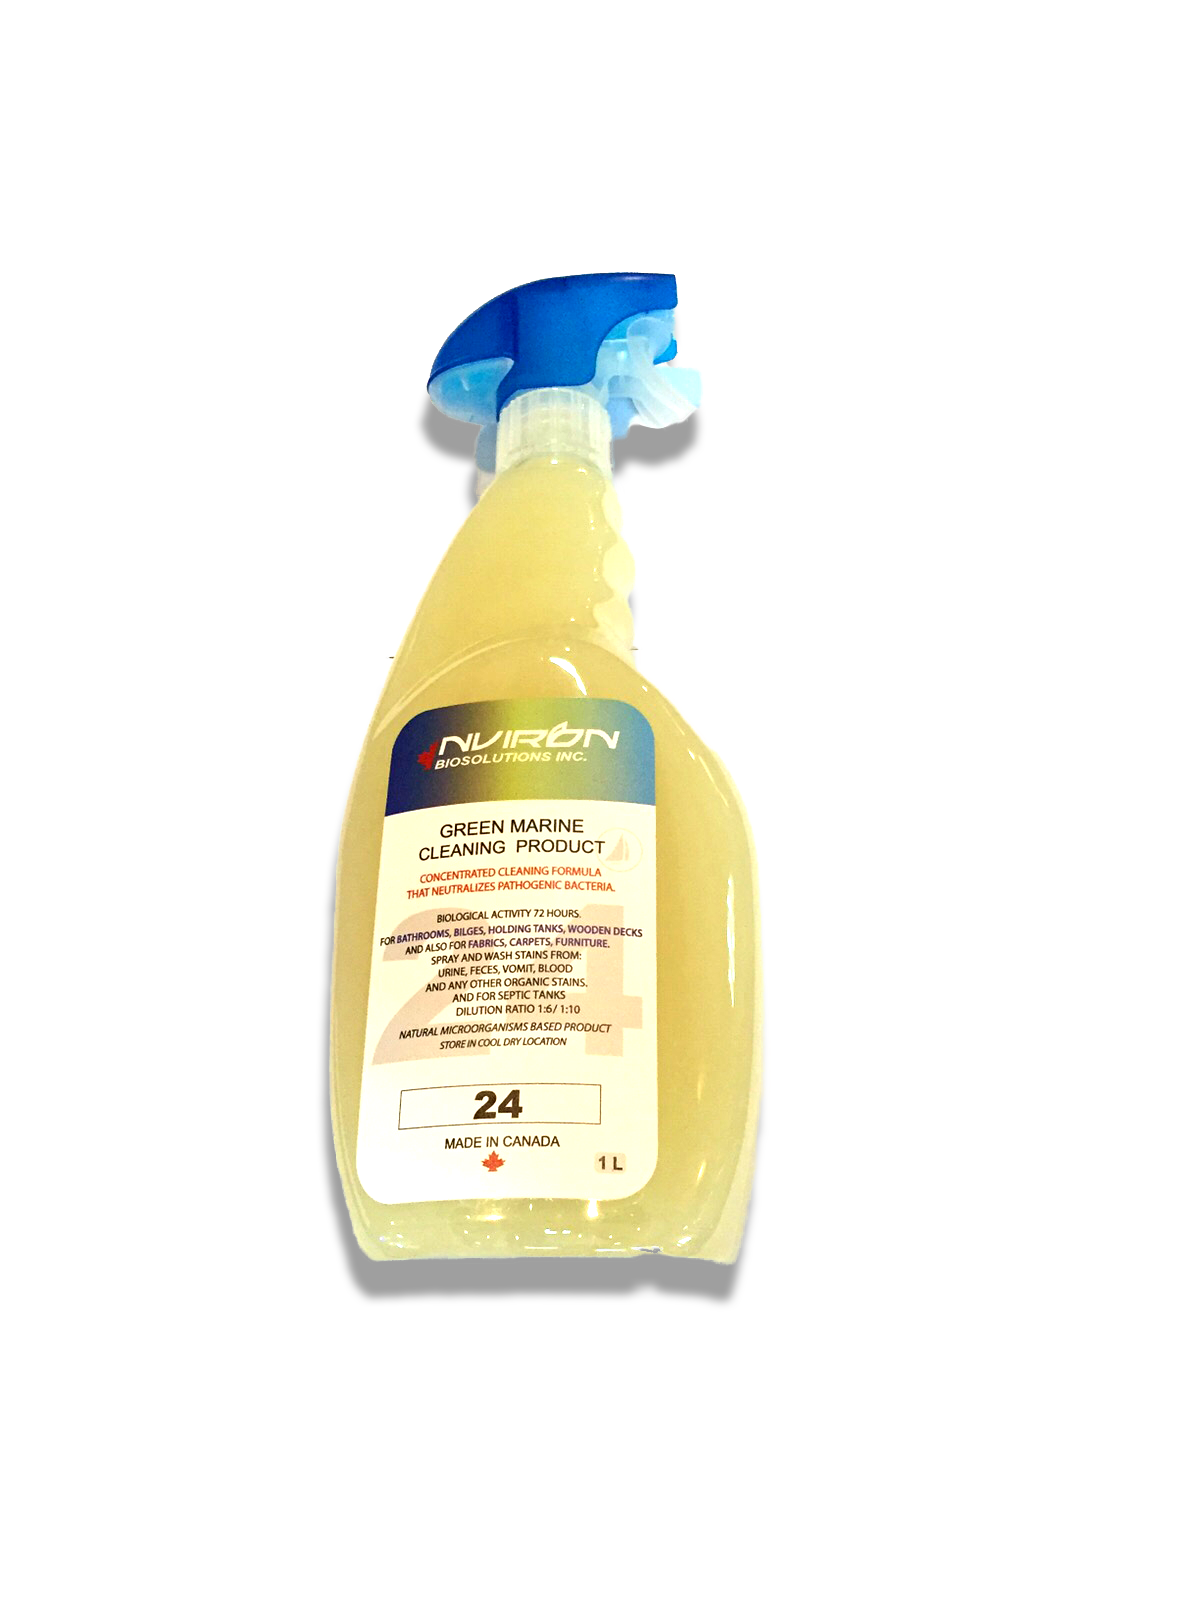 NVIRON
BIOSOLUTIONS INC.
GREEN MARINE
CLEANING PRODUCT
CONCENTRATED CLEANING FORMULA
THAT NEUTRALIZES PATHOGENIC BACTERIA.
BIOLOGICAL ACTIVITY 72 HOURS.
FOR BATHROOMS, BILGES, HOLDING TANKS, WOODEN DECKS
AND ALSO FOR FABRICS, CARPETS, FURNITURE.
SPRAY AND WASH STAINS FROM:
URINE, FECES, VOMIT, BLOOD
AND ANY OTHER ORGANIC STAINS.
AND FOR SEPTIC TANKS
DILUTION RATIO 1:6/ 1:10
NATURAL MICROORGANISMS BASED PRODUCT
STORE IN COOL DRY LOCATION
24
24
MADE IN CANADA
1 L